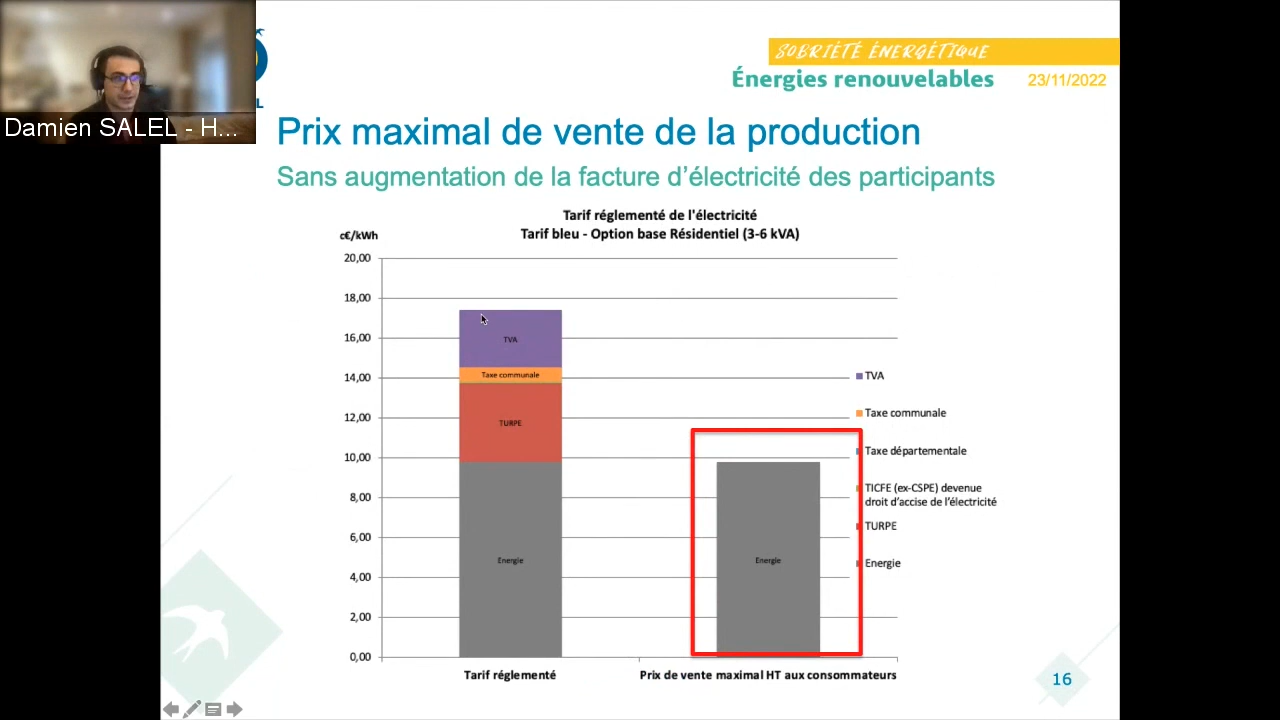 SOBRIÉTÉ ÉNERGÉTIQUE
Énergies renouvelables
23/11/2022
L
Damien SALEL - H...
Prix maximal de vente de la production
Sans augmentation de la facture d'électricité des participants
Tarif réglementé de l'électricité
Tarif bleu - Option base Résidentiel (3-6 kVA)
c€/kWh
20,00
18,00
16,00
14,00
12,00
10,00
8,00
6,00
4,00
2,00
0,00
TVA
Taxe communale
TURPE
Energie
Energie
TVA
Taxe communale
Taxe départementale
TICFE (ex-CSPE) devenue
droit d'accise de l'électricité
TURPE
Energie
Tarif réglementé
Prix de vente maximal HT aux consommateurs
16